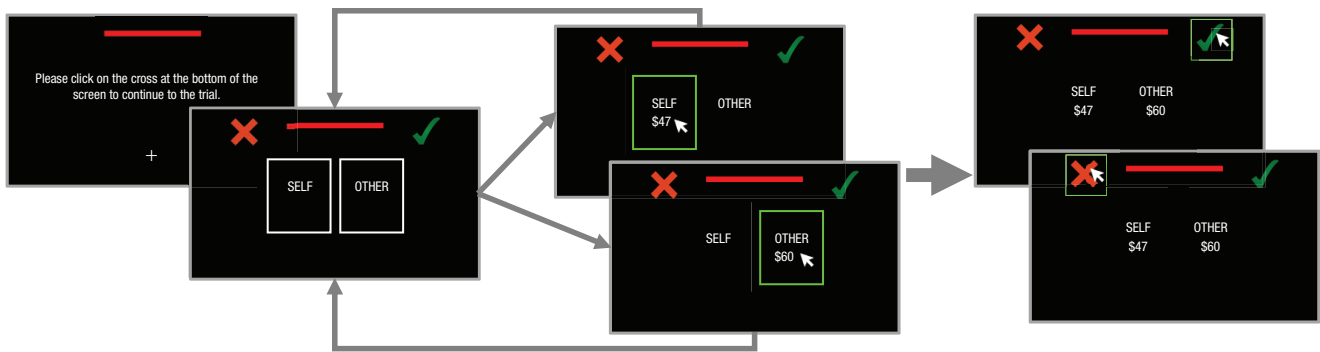 Please click on the cross at the bottom of the
screen to continue to the trial.
+
SELF OTHER
SELF OTHER
$47
SELF OTHER
$60
SELF OTHER
$47 $60
SELF OTHER
$47 $60